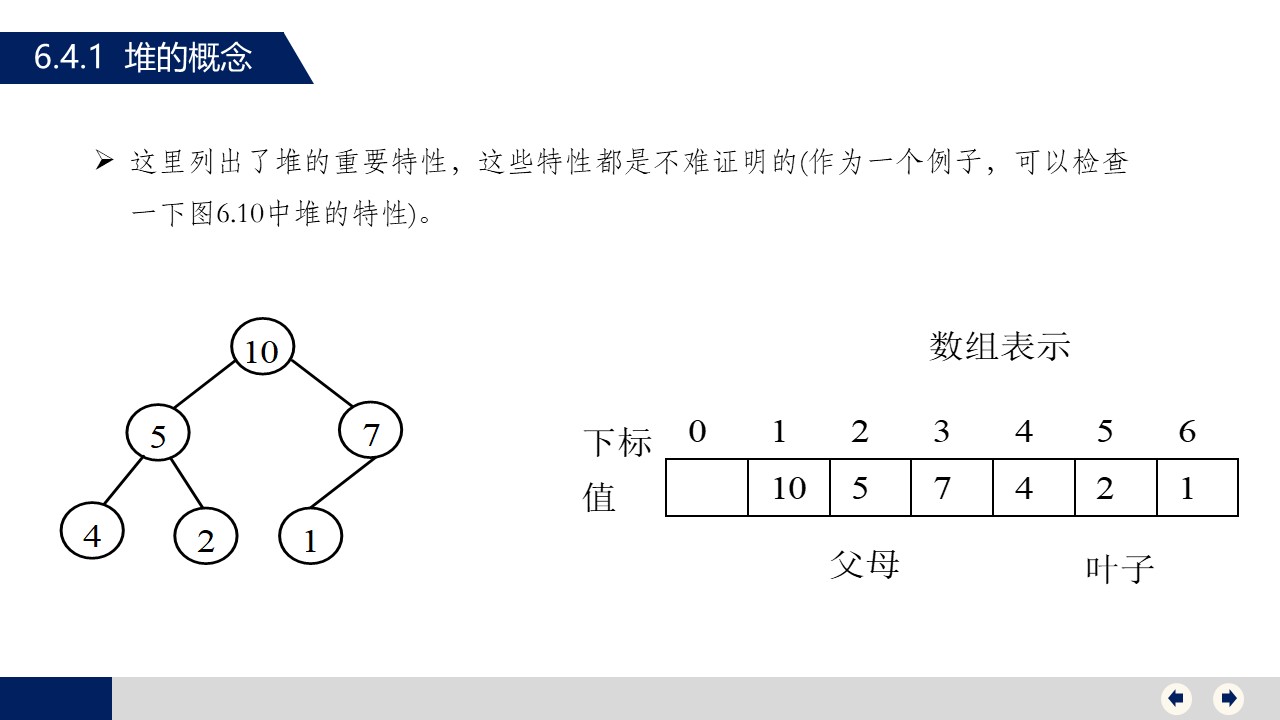 6.4.1 堆的概念
这里列出了堆的重要特性，这些特性都是不难证明的(作为一个例子，可以检查
一下图6.10中堆的特性)。
10
5 7
4 2 1
数组表示
下标 0 1 2 3 4 5 6
值 10 5 7 4 2 1
父母 叶子